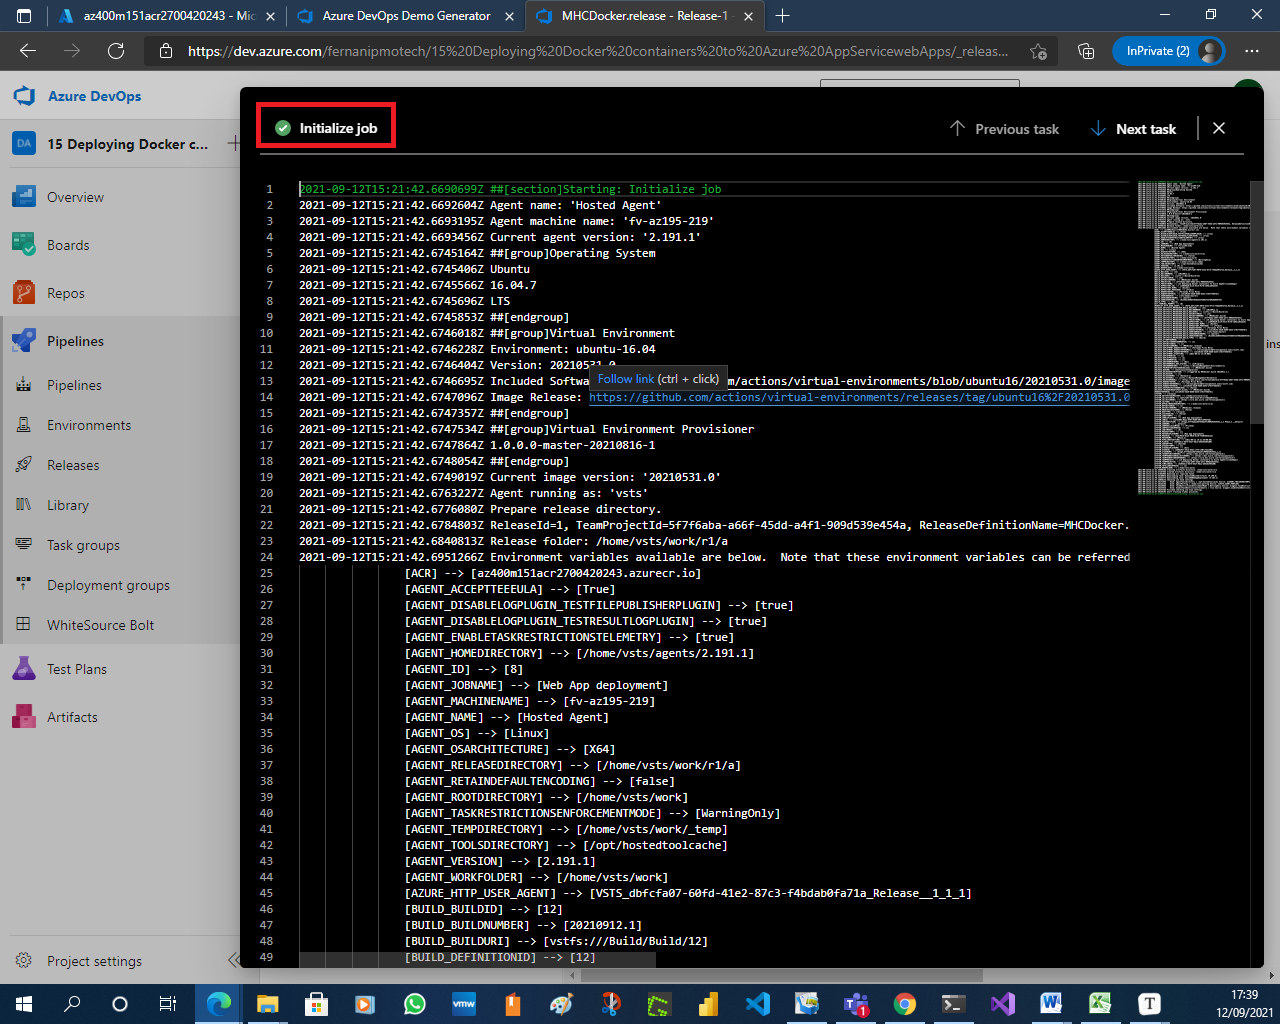 az400m151acr2700420243 - Mic
Azure DevOps Demo Generator
MHCDocker.release - Release-1 -
https://dev.azure.com/fernanipmotech/15%20Deploying%20Docker%20containers%20to%20Azure%20AppServicewebApps/_releas...
InPrivate (2)
Azure DevOps
DA
15 Deploying Docker c...
Overview
Boards
Repos
Pipelines
Pipelines
Environments
Releases
Library
Task groups
Deployment groups
WhiteSource Bolt
Test Plans
Artifacts
Project settings
ins
Initialize job
Previous task
Next task
1 2021-09-12T15:21:42.6690699Z ##[section]Starting: Initialize job
2 2021-09-12T15:21:42.6692604Z Agent name: 'Hosted Agent'
3 2021-09-12T15:21:42.6693195Z Agent machine name: 'fv-az195-219'
4 2021-09-12T15:21:42.6693456Z Current agent version: '2.191.1'
5 2021-09-12T15:21:42.6745164Z ##[group]Operating System
6 2021-09-12T15:21:42.6745406Z Ubuntu
7 2021-09-12T15:21:42.6745566Z 16.04.7
8 2021-09-12T15:21:42.6745696Z LTS
9 2021-09-12T15:21:42.6745853Z ##[endgroup]
10 2021-09-12T15:21:42.6746018Z ##[group]Virtual Environment
11 2021-09-12T15:21:42.6746228Z Environment: ubuntu-16.04
12 2021-09-12T15:21:42.6746404Z Version: 20210531.0
13 2021-09-12T15:21:42.6746695Z Included Softwa
Follow link (ctrl + click)
m/actions/virtual-environments/blob/ubuntu16/20210531.0/image
14 2021-09-12T15:21:42.6747096Z Image Release: https://github.com/actions/virtual-environments/releases/tag/ubuntu16%2F20210531.0
15 2021-09-12T15:21:42.6747357Z ##[endgroup]
16 2021-09-12T15:21:42.6747534Z ##[group]Virtual Environment Provisioner
17 2021-09-12T15:21:42.6747864Z 1.0.0.0-master-20210816-1
18 2021-09-12T15:21:42.6748054Z ##[endgroup]
19 2021-09-12T15:21:42.6749019Z Current image version: '20210531.0'
20 2021-09-12T15:21:42.6763227Z Agent running as: 'vsts'
21 2021-09-12T15:21:42.6776080Z Prepare release directory.
22 2021-09-12T15:21:42.6784803Z ReleaseId=1, TeamProjectId=5f7f6aba-a66f-45dd-a4f1-909d539e454a, ReleaseDefinitionName=MHCDocker.
23 2021-09-12T15:21:42.6840813Z Release folder: /home/vsts/work/r1/a
24 2021-09-12T15:21:42.6951266Z Environment variables available are below.  Note that these environment variables can be referred
25 [ACR] --> [az400m151acr2700420243.azurecr.io]
26 [AGENT_ACCEPTTEEEULA] --> [True]
27 [AGENT_DISABLELOGPLUGIN_TESTFILEPUBLISHERPLUGIN] --> [true]
28 [AGENT_DISABLELOGPLUGIN_TESTRESULTLOGPLUGIN] --> [true]
29 [AGENT_ENABLETASKRESTRICTIONSTELEMETRY] --> [true]
30 [AGENT_HOMEDIRECTORY] --> [/home/vsts/agents/2.191.1]
31 [AGENT_ID] --> [8]
32 [AGENT_JOBNAME] --> [Web App deployment]
33 [AGENT_MACHINENAME] --> [fv-az195-219]
34 [AGENT_NAME] --> [Hosted Agent]
35 [AGENT_OS] --> [Linux]
36 [AGENT_OSARCHITECTURE] --> [X64]
37 [AGENT_RELEASEDIRECTORY] --> [/home/vsts/work/r1/a]
38 [AGENT_RETAINDEFAULTENCODING] --> [false]
39 [AGENT_ROOTDIRECTORY] --> [/home/vsts/work]
40 [AGENT_TASKRESTRICTIONSENFORCEMENTMODE] --> [WarningOnly]
41 [AGENT_TEMPDIRECTORY] --> [/home/vsts/work/_temp]
42 [AGENT_TOOLSDIRECTORY] --> [/opt/hostedtoolcache]
43 [AGENT_VERSION] --> [2.191.1]
44 [AGENT_WORKFOLDER] --> [/home/vsts/work]
45 [AZURE_HTTP_USER_AGENT] --> [VSTS_dbfcfa07-60fd-41e2-87c3-f4bdab0fa71a_Release__1_1_1]
46 [BUILD_BUILDID] --> [12]
47 [BUILD_BUILDNUMBER] --> [20210912.1]
48 [BUILD_BUILDURI] --> [vstfs:///Build/Build/12]
49 [BUILD_DEFINITIONID] --> [12]
vmw
1
T
17:39
12/09/2021